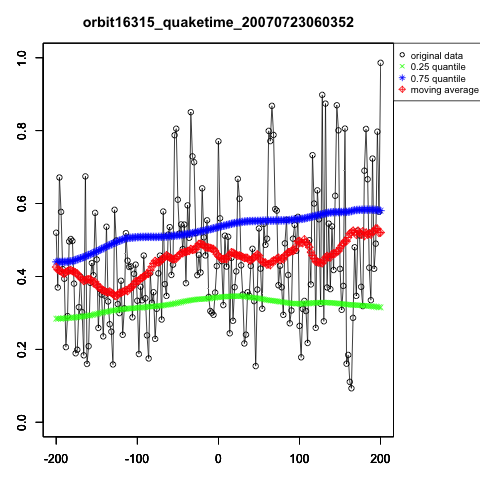 orbit16315_quaketime_20070723060352
original data
0.25 quantile
0.75 quantile
moving average
1.0
0.8
0.6
0.4
0.2
0.0
-200 -100 0 100 200